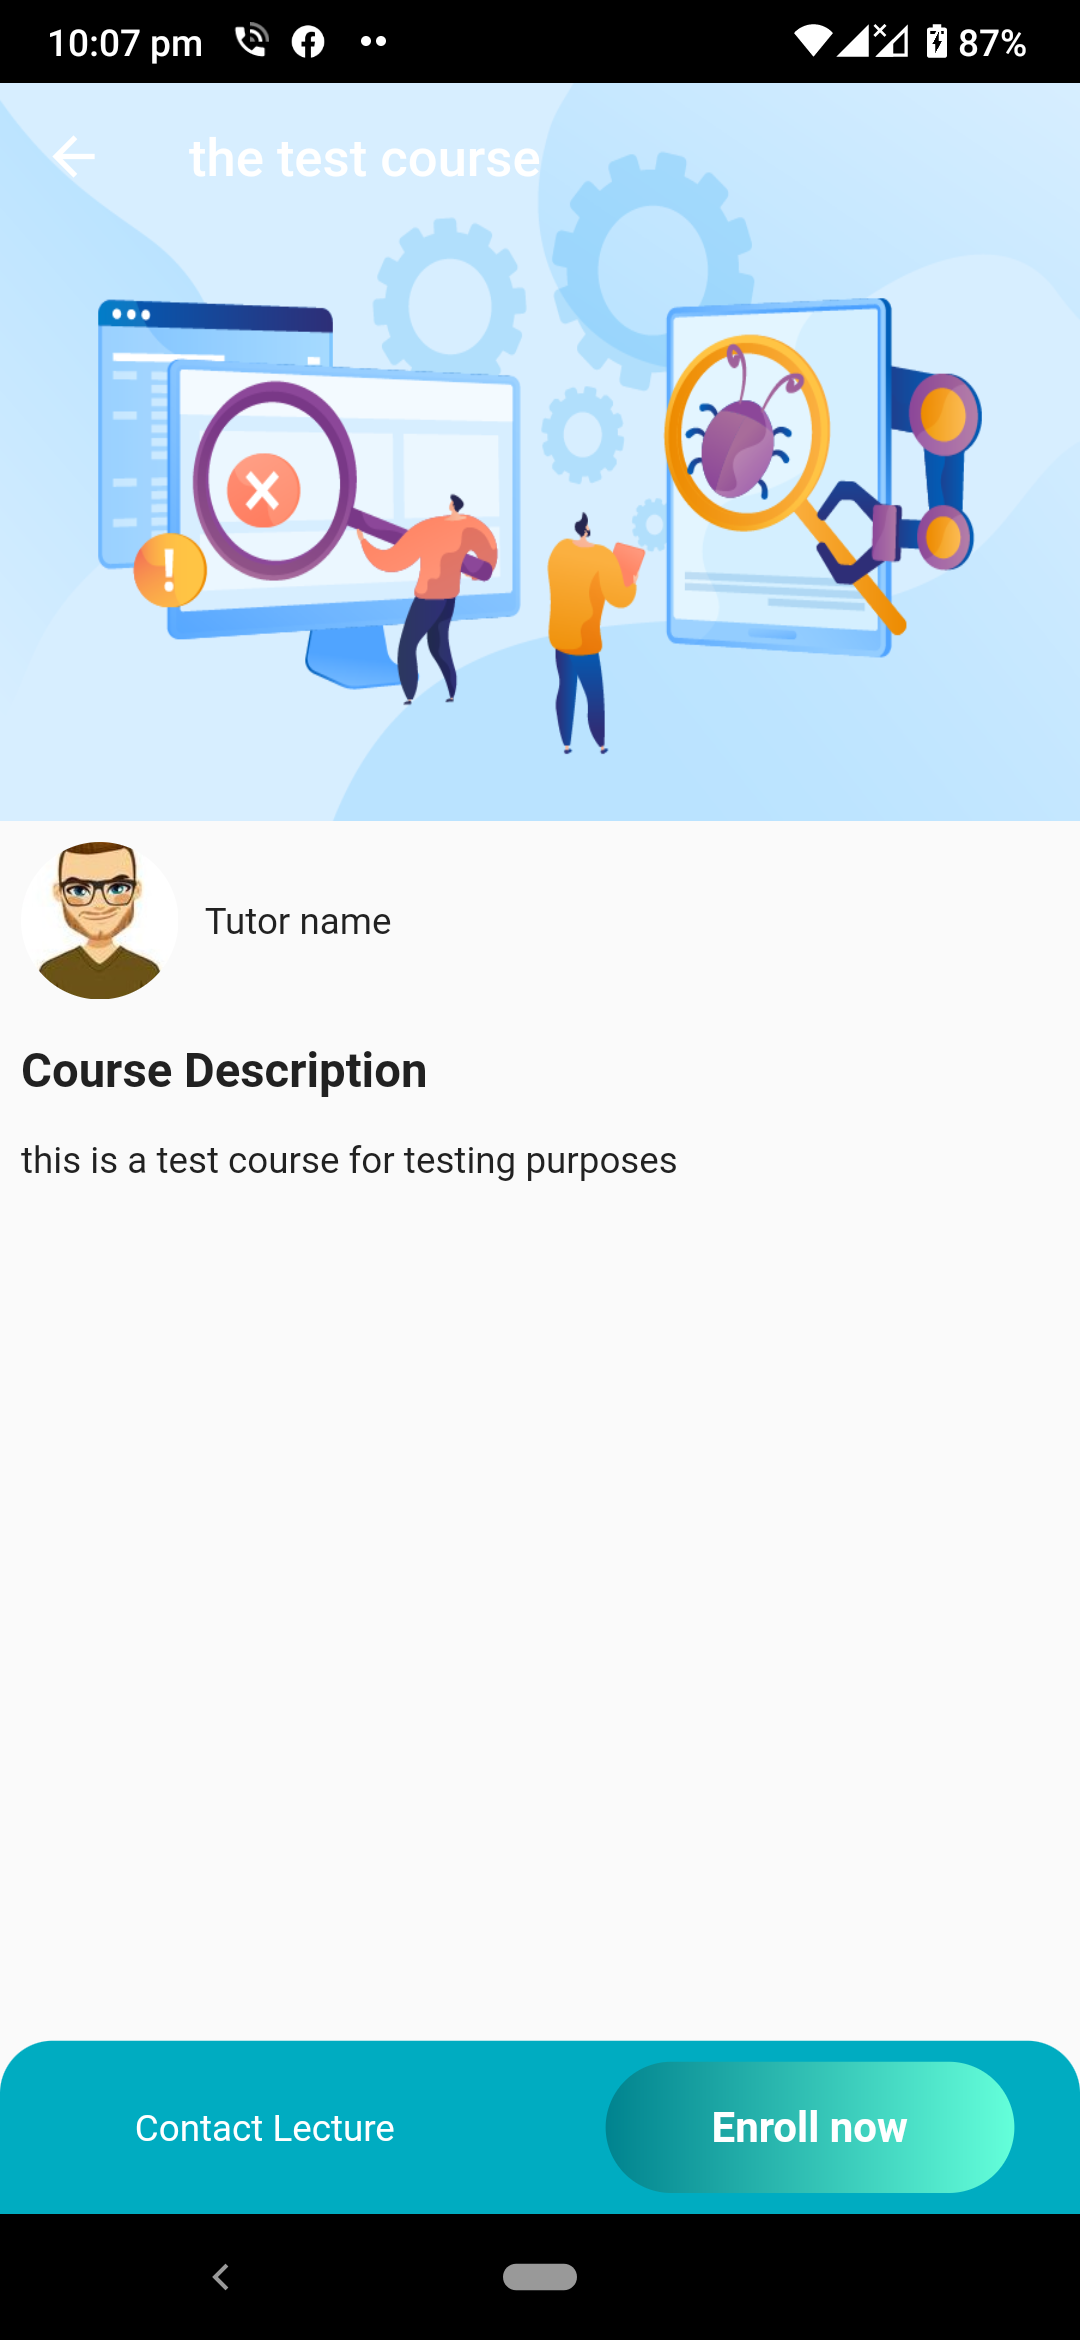 10:07 pm 87%
the test course
Tutor name
Course Description
this is a test course for testing purposes
Contact Lecture
Enroll now